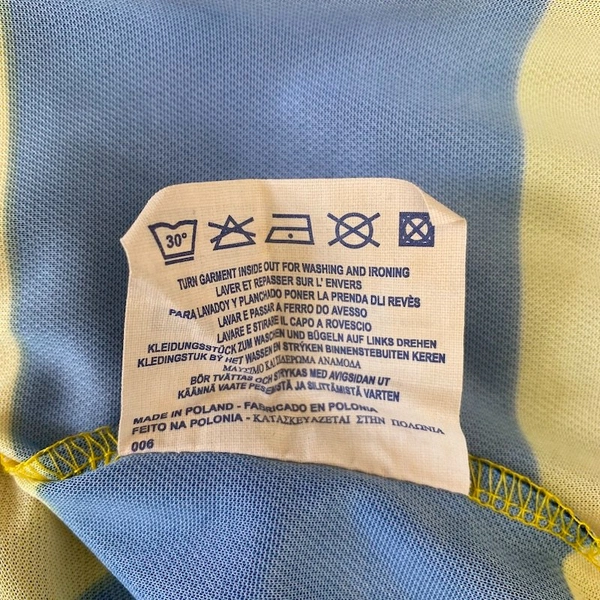 30°
TURN GARMENT INSIDE OUT FOR WASHING AND IRONING
LAVER ET REPASSER SUR L' ENVERS
PARA LAVADOY Y PLANCHADO PONER LA PRENDA DLI REVÈS
LAVAR E PASSAR A FERRO DO AVESSO
LAVARE E STIRARE IL CAPO A ROVESCIO
KLEIDUNGSSTÜCK ZUM WASCHEN UND BÜGELN AUF LINKS DREHEN
KLEDINGSTUK BY HET WASSEN EN STRŸKEN BINNENSTEBUITEN KEREN
ΑΝΑΜΟΔΑ
BÖR TVÄTTAS OCH STRYKAS MED AVIGSIDAN UT
KÄÄNNÄ VAATE JA SILITTÄMISTÄ VARTEN
MADE IN POLAND - FABRICADO EN POLONIA
FEITO NA POLONIA - ΚΑΤΑΣΚΕΥΑΖΕΤΑΙ ΣΤΗΝ ΠΟΛΩΝΙΑ
006